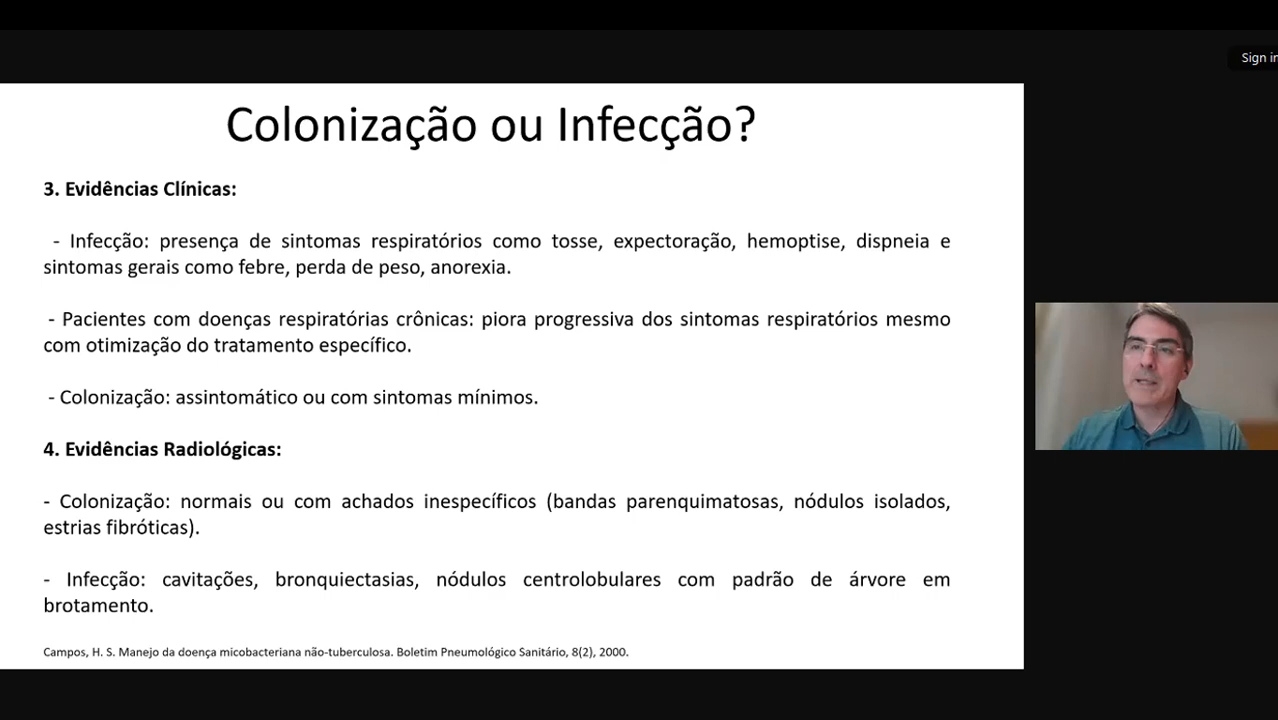 Sign in
Colonização ou Infecção?
3. Evidências Clínicas:
- Infecção: presença de sintomas respiratórios como tosse, expectoração, hemoptise, dispneia e
sintomas gerais como febre, perda de peso, anorexia.
- Pacientes com doenças respiratórias crônicas: piora progressiva dos sintomas respiratórios mesmo
com otimização do tratamento específico.
- Colonização: assintomático ou com sintomas mínimos.
4. Evidências Radiológicas:
- Colonização: normais ou com achados inespecíficos (bandas parenquimatosas, nódulos isolados,
estrias fibróticas).
- Infecção: cavitações, bronquiectasias, nódulos centrolobulares com padrão de árvore em
brotamento.
Campos, H. S. Manejo da doença micobacteriana não-tuberculosa. Boletim Pneumológico Sanitário, 8(2), 2000.